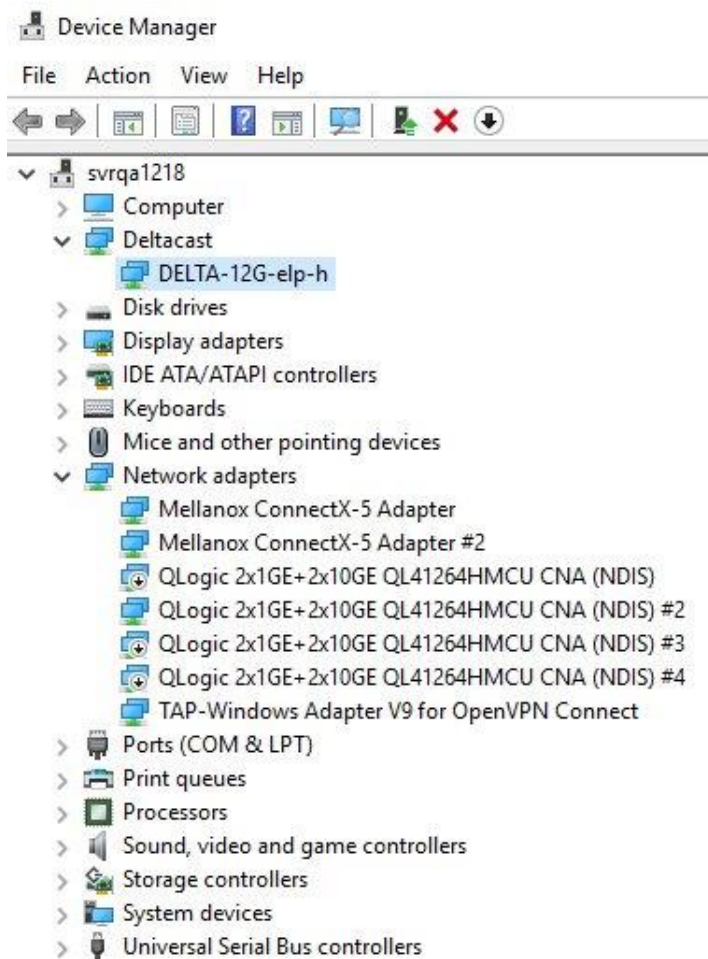 Device Manager
File Action View Help
svrqa1218
Computer
Deltacast
DELTA-12G-elp-h
Disk drives
Display adapters
IDE ATA/ATAPI controllers
Keyboards
Mice and other pointing devices
Network adapters
Mellanox ConnectX-5 Adapter
Mellanox ConnectX-5 Adapter #2
QLogic 2x1GE+2x10GE QL41264HMCU CNA (NDIS)
QLogic 2x1GE+2x10GE QL41264HMCU CNA (NDIS) #2
QLogic 2x1GE+2x10GE QL41264HMCU CNA (NDIS) #3
QLogic 2x1GE+2x10GE QL41264HMCU CNA (NDIS) #4
TAP-Windows Adapter V9 for OpenVPN Connect
Ports (COM & LPT)
Print queues
Processors
Sound, video and game controllers
Storage controllers
System devices
Universal Serial Bus controllers